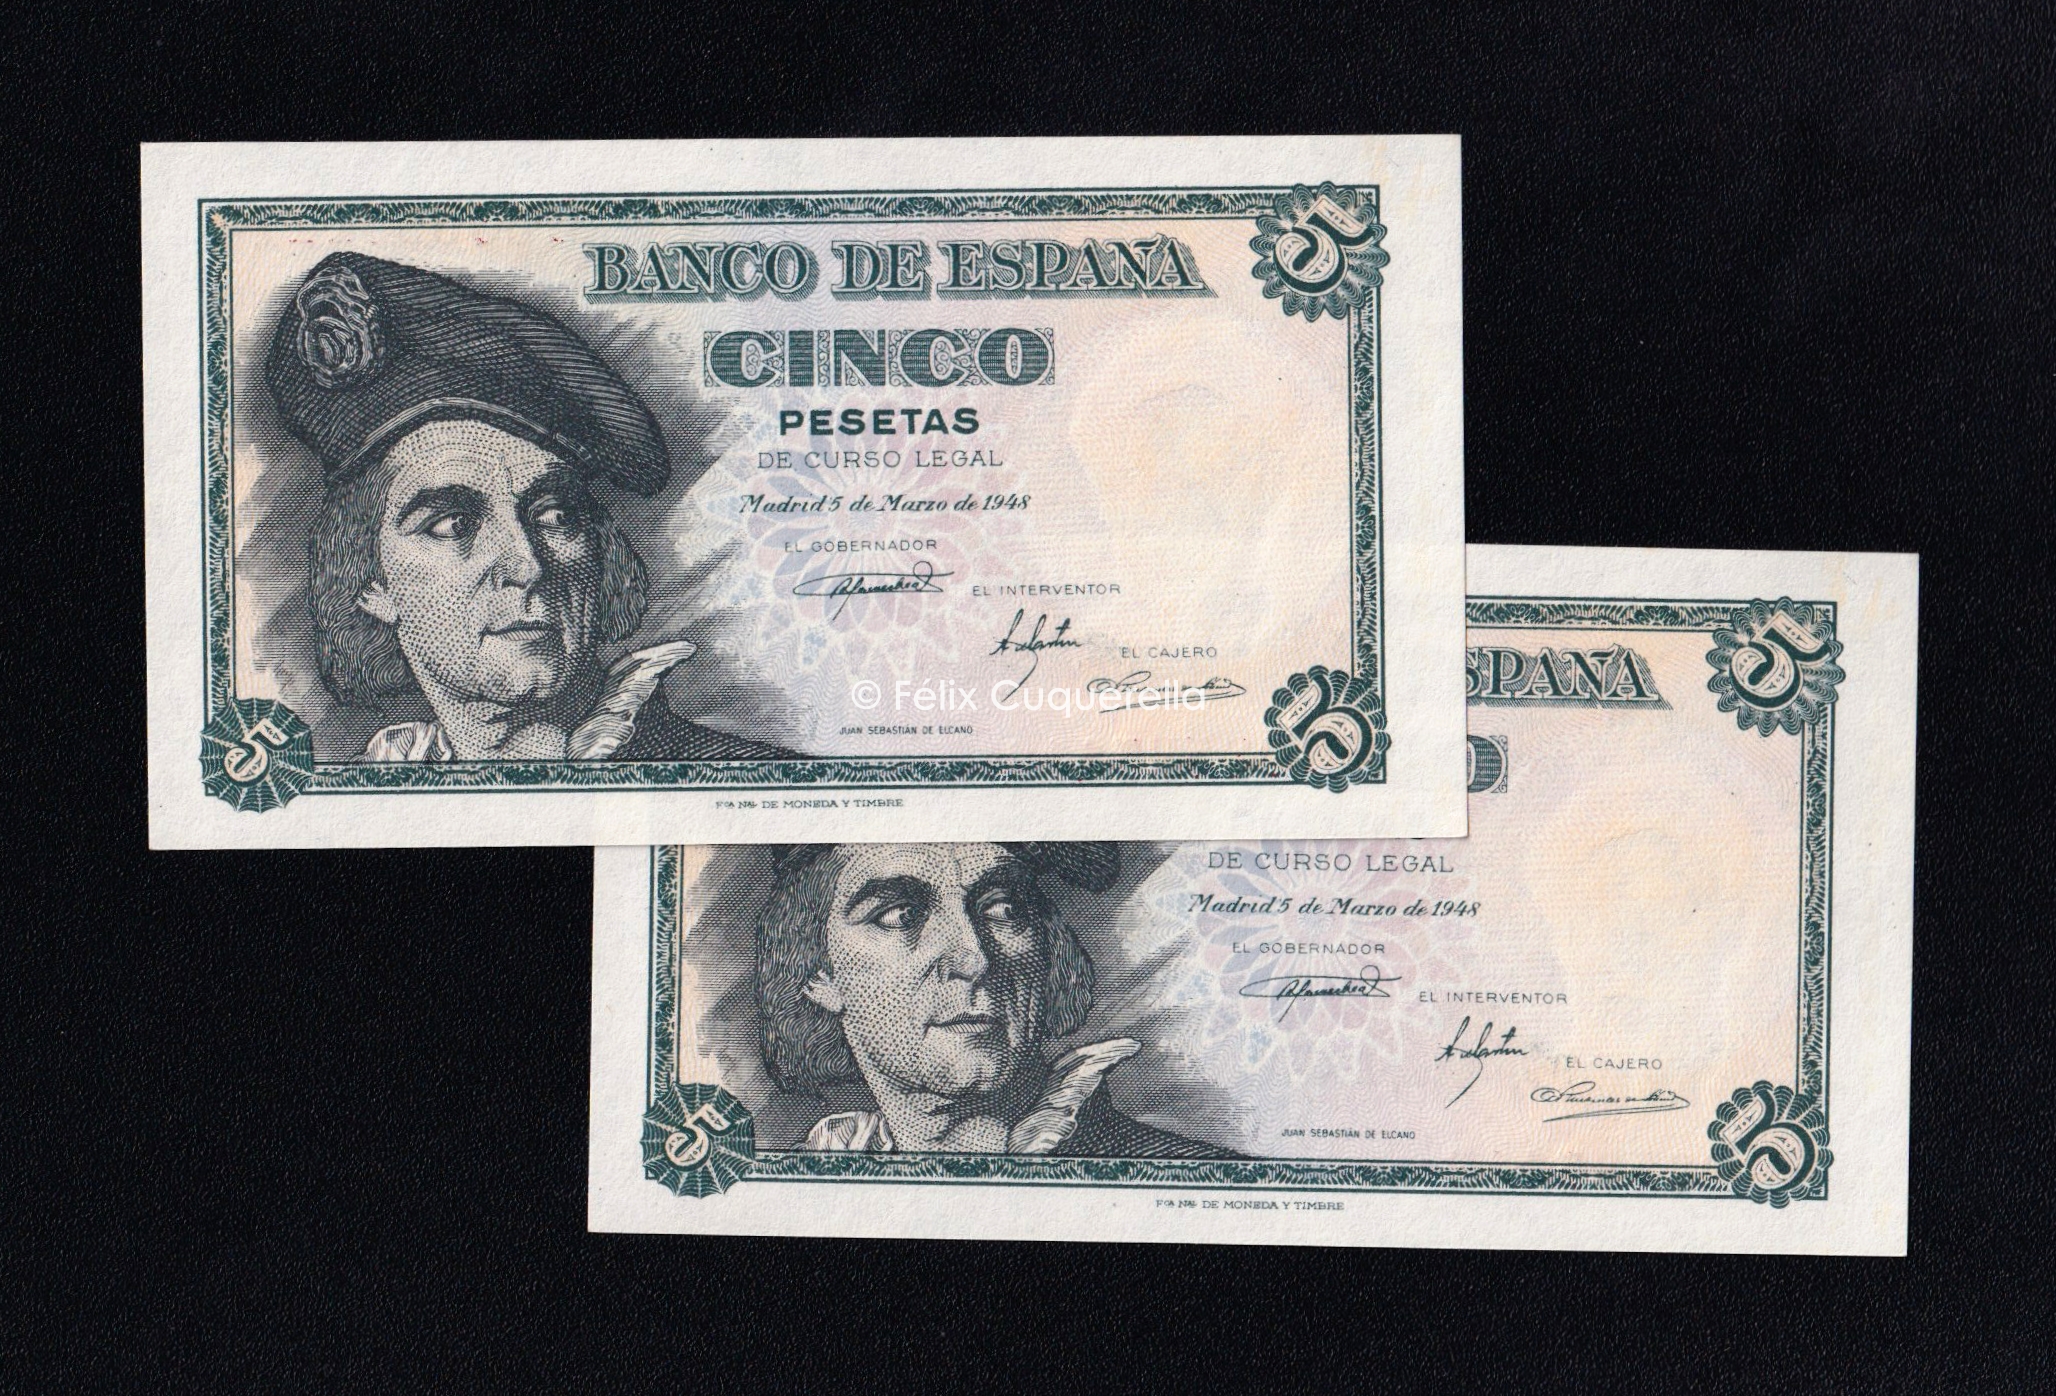 BANCO DE ESPAÑA
5
CINCO
PESETAS
DE CURSO LEGAL
Madrid 5 de Marzo de 1948
EL GOBERNADOR
EL INTERVENTOR
EL CAJERO
© Félix Cuquerella
JUAN SEBASTIÁN DE ELCANO
5
5
Fca Nal DE MONEDA Y TIMBRE
SPAÑA
5
O
DE CURSO LEGAL
Madrid 5 de Marzo de 1948
EL GOBERNADOR
EL INTERVENTOR
EL CAJERO
JUAN SEBASTIÁN DE ELCANO
5
5
Fca Nal DE MONEDA Y TIMBRE